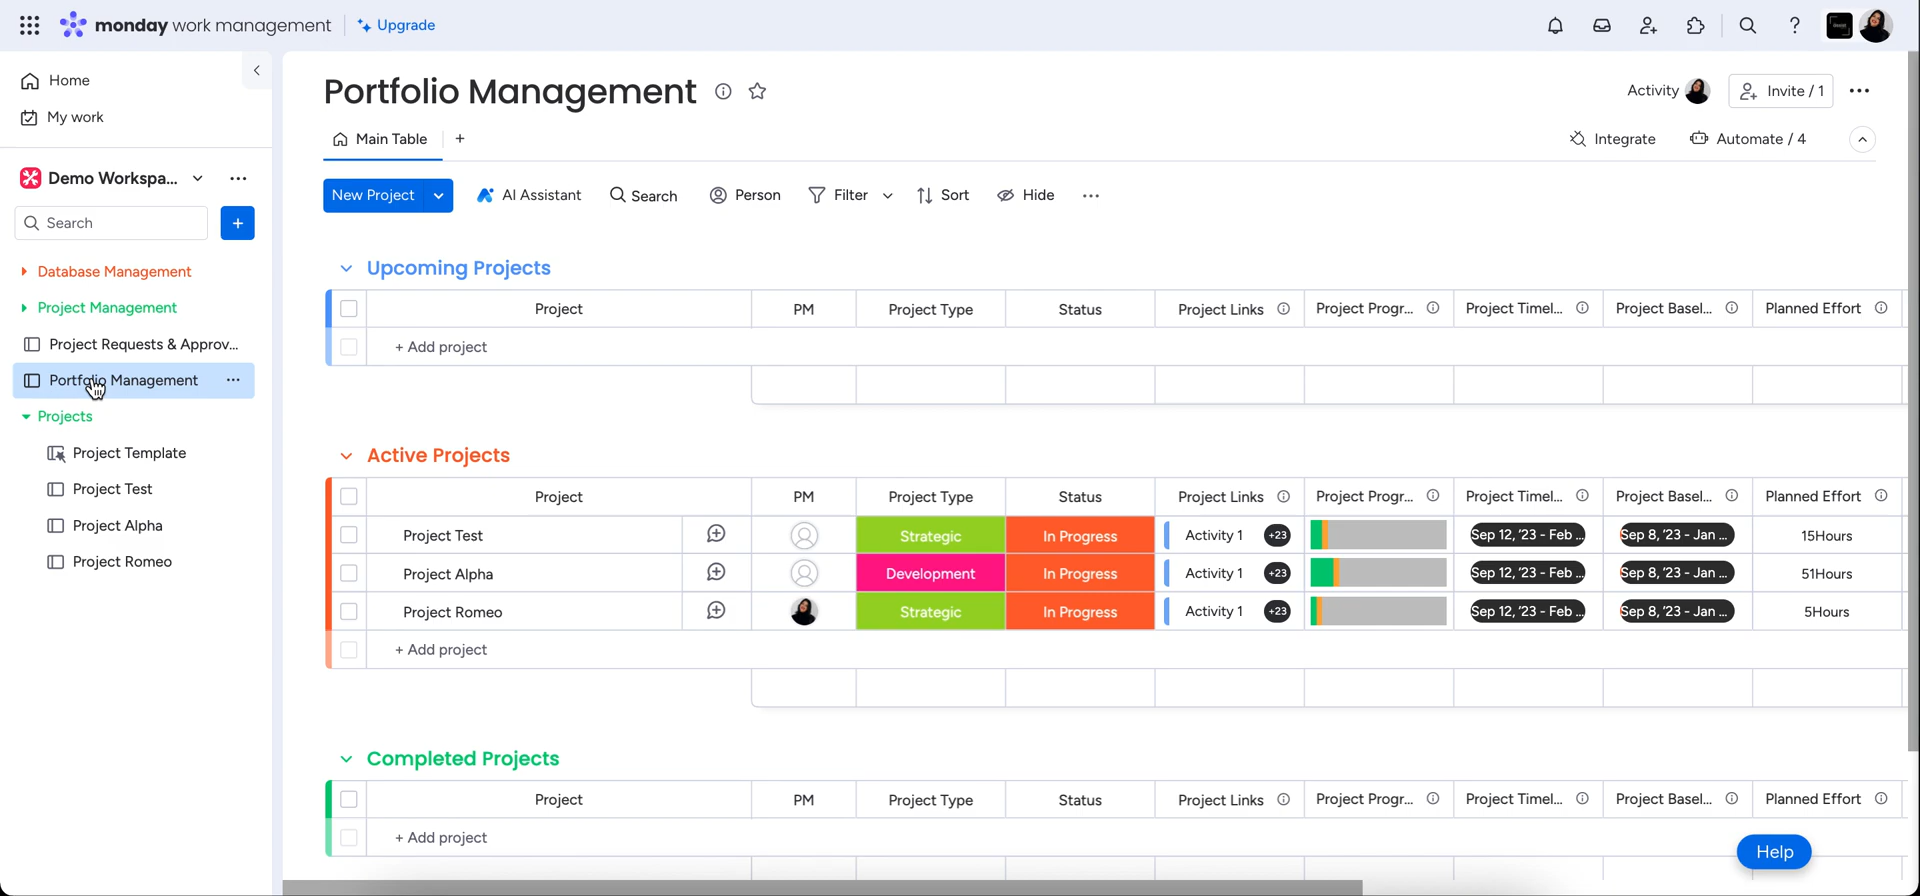 monday work management
Upgrade
Home
My work
Demo Workspa...
Search
Database Management
Project Management
Project Requests & Approv...
Portfolio Management
Projects
Project Template
Project Test
Project Alpha
Project Romeo
Portfolio Management
Activity
Invite / 1
Main Table
Integrate
Automate / 4
New Project
AI Assistant
Search
Person
Filter
Sort
Hide
Upcoming Projects
Project PM Project Type Status Project Links Project Progr... Project Timel... Project Basel... Planned Effort
+ Add project
Active Projects
Project PM Project Type Status Project Links Project Progr... Project Timel... Project Basel... Planned Effort
Project Test Strategic In Progress Activity 1 +23 Sep 12, '23 - Feb ... Sep 8, '23 - Jan ... 15Hours
Project Alpha Development In Progress Activity 1 +23 Sep 12, '23 - Feb ... Sep 8, '23 - Jan ... 51Hours
Project Romeo Strategic In Progress Activity 1 +23 Sep 12, '23 - Feb ... Sep 8, '23 - Jan ... 5Hours
+ Add project
Completed Projects
Project PM Project Type Status Project Links Project Progr... Project Timel... Project Basel... Planned Effort
+ Add project
Help